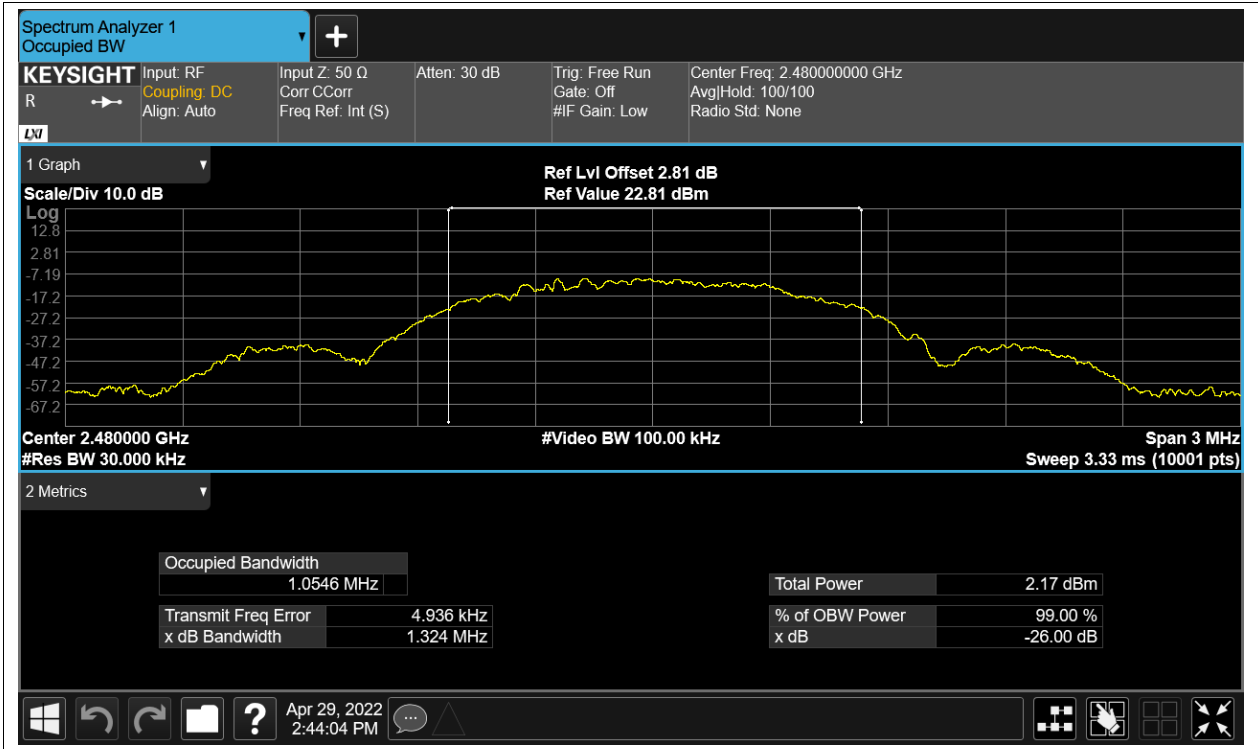 Spectrum Analyzer 1
Occupied BW
KEYSIGHT
R
LXI
Input: RF
Coupling: DC
Align: Auto
Input Z: 50 Ω
Corr CCorr
Freq Ref: Int (S)
Atten: 30 dB
Trig: Free Run
Gate: Off
#IF Gain: Low
Center Freq: 2.480000000 GHz
Avg|Hold: 100/100
Radio Std: None
1 Graph
Scale/Div 10.0 dB
Ref Lvl Offset 2.81 dB
Ref Value 22.81 dBm
Log
12.8
2.81
-7.19
-17.2
-27.2
-37.2
-47.2
-57.2
-67.2
Center 2.480000 GHz
#Res BW 30.000 kHz
#Video BW 100.00 kHz
Span 3 MHz
Sweep 3.33 ms (10001 pts)
2 Metrics
Occupied Bandwidth
1.0546 MHz
Transmit Freq Error 4.936 kHz
x dB Bandwidth 1.324 MHz
Total Power 2.17 dBm
% of OBW Power 99.00 %
x dB -26.00 dB
?
Apr 29, 2022
2:44:04 PM